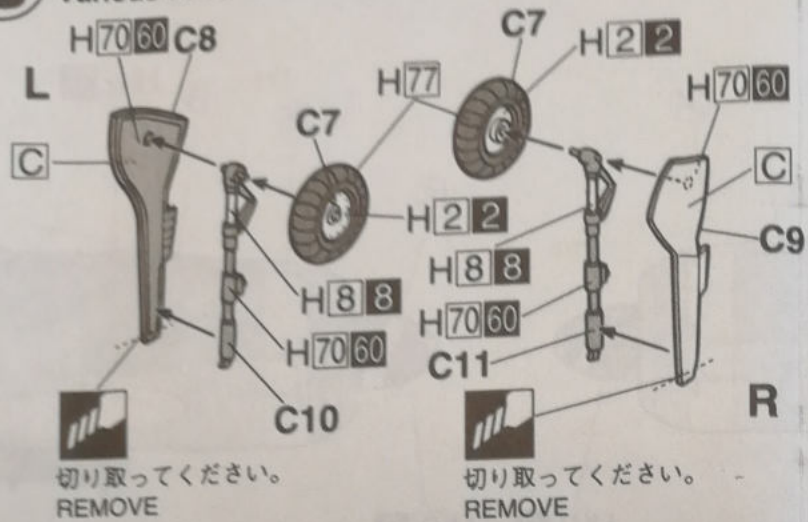 H 70 60 C8
L
C
C7
H 77
H 2 2
H 8 8
H 70 60
C10
切り取ってください。
REMOVE
C7
H 2 2
H 70 60
C
C9
H 8 8
H 70 60
C11
R
切り取ってください。
REMOVE